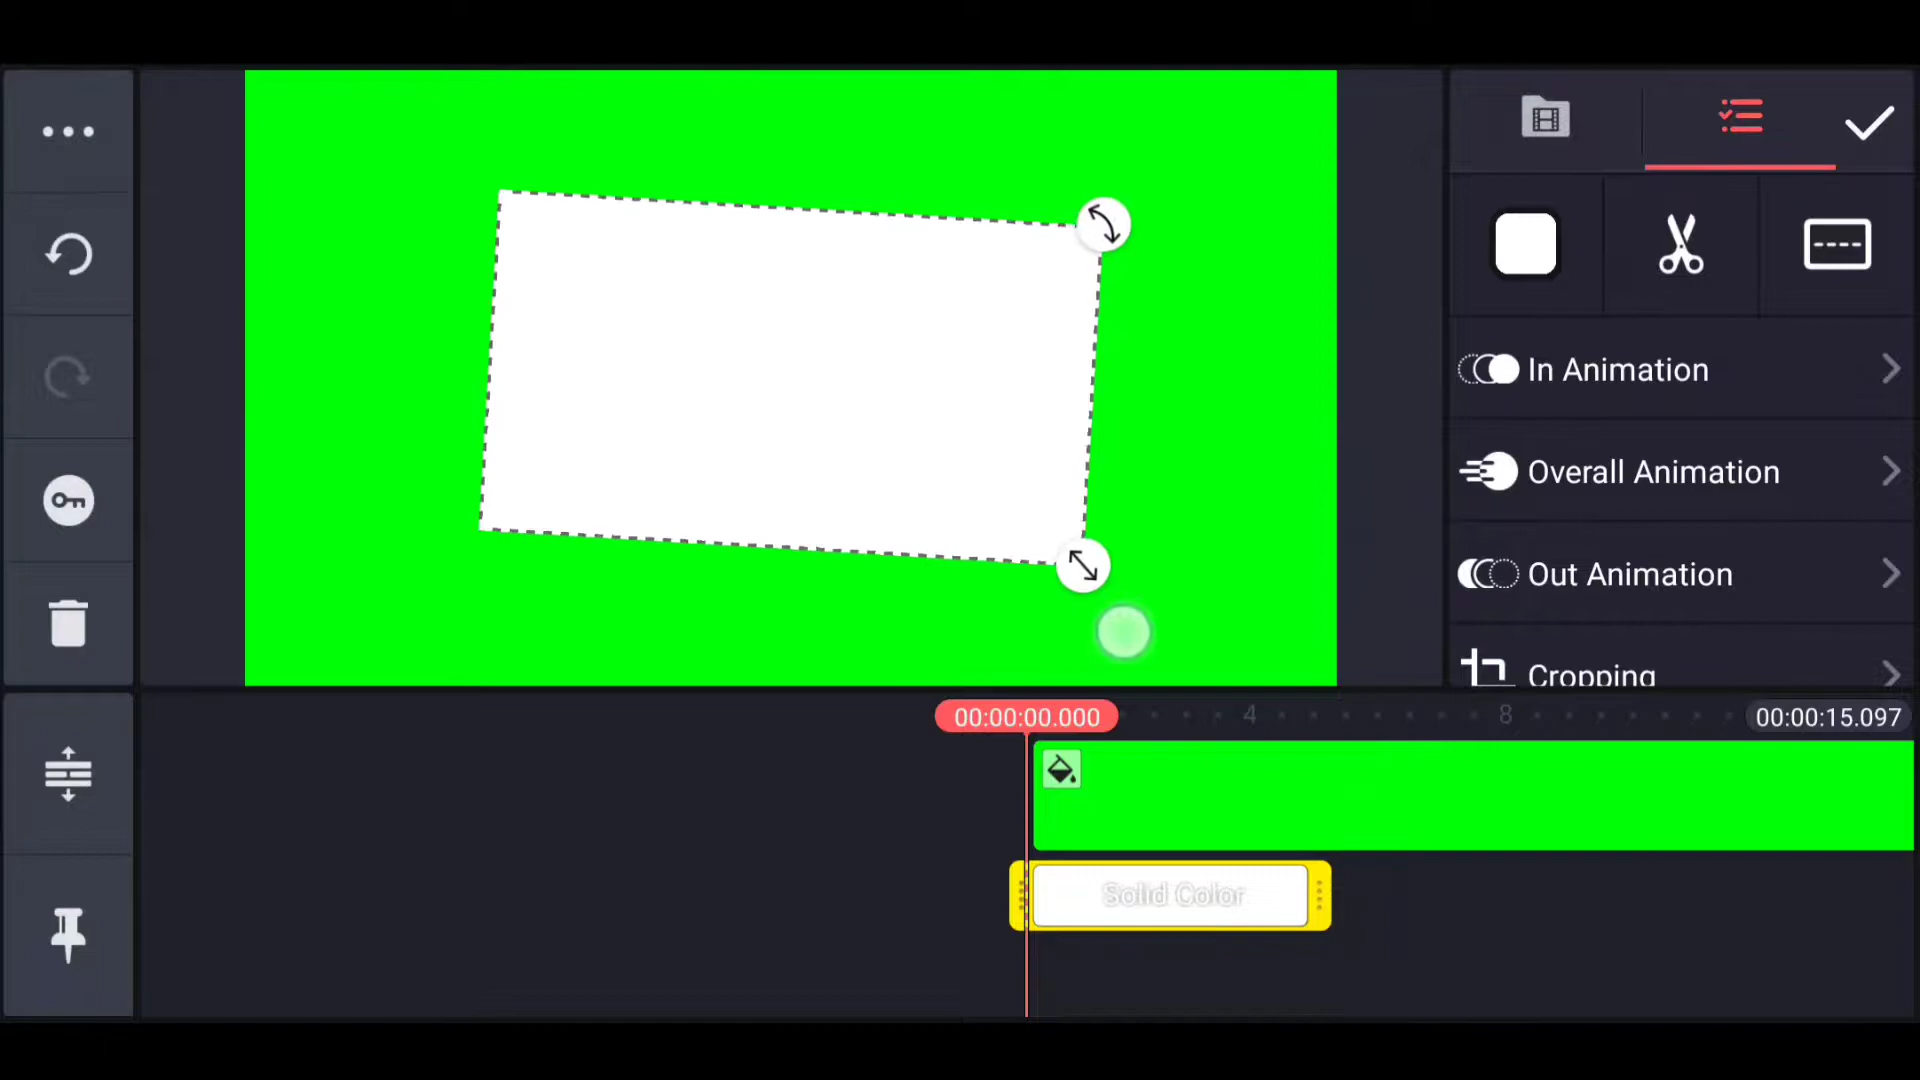 In Animation
Overall Animation
Out Animation
Cropping
00:00:00.000
4
8
00:00:15.097
Solid Color